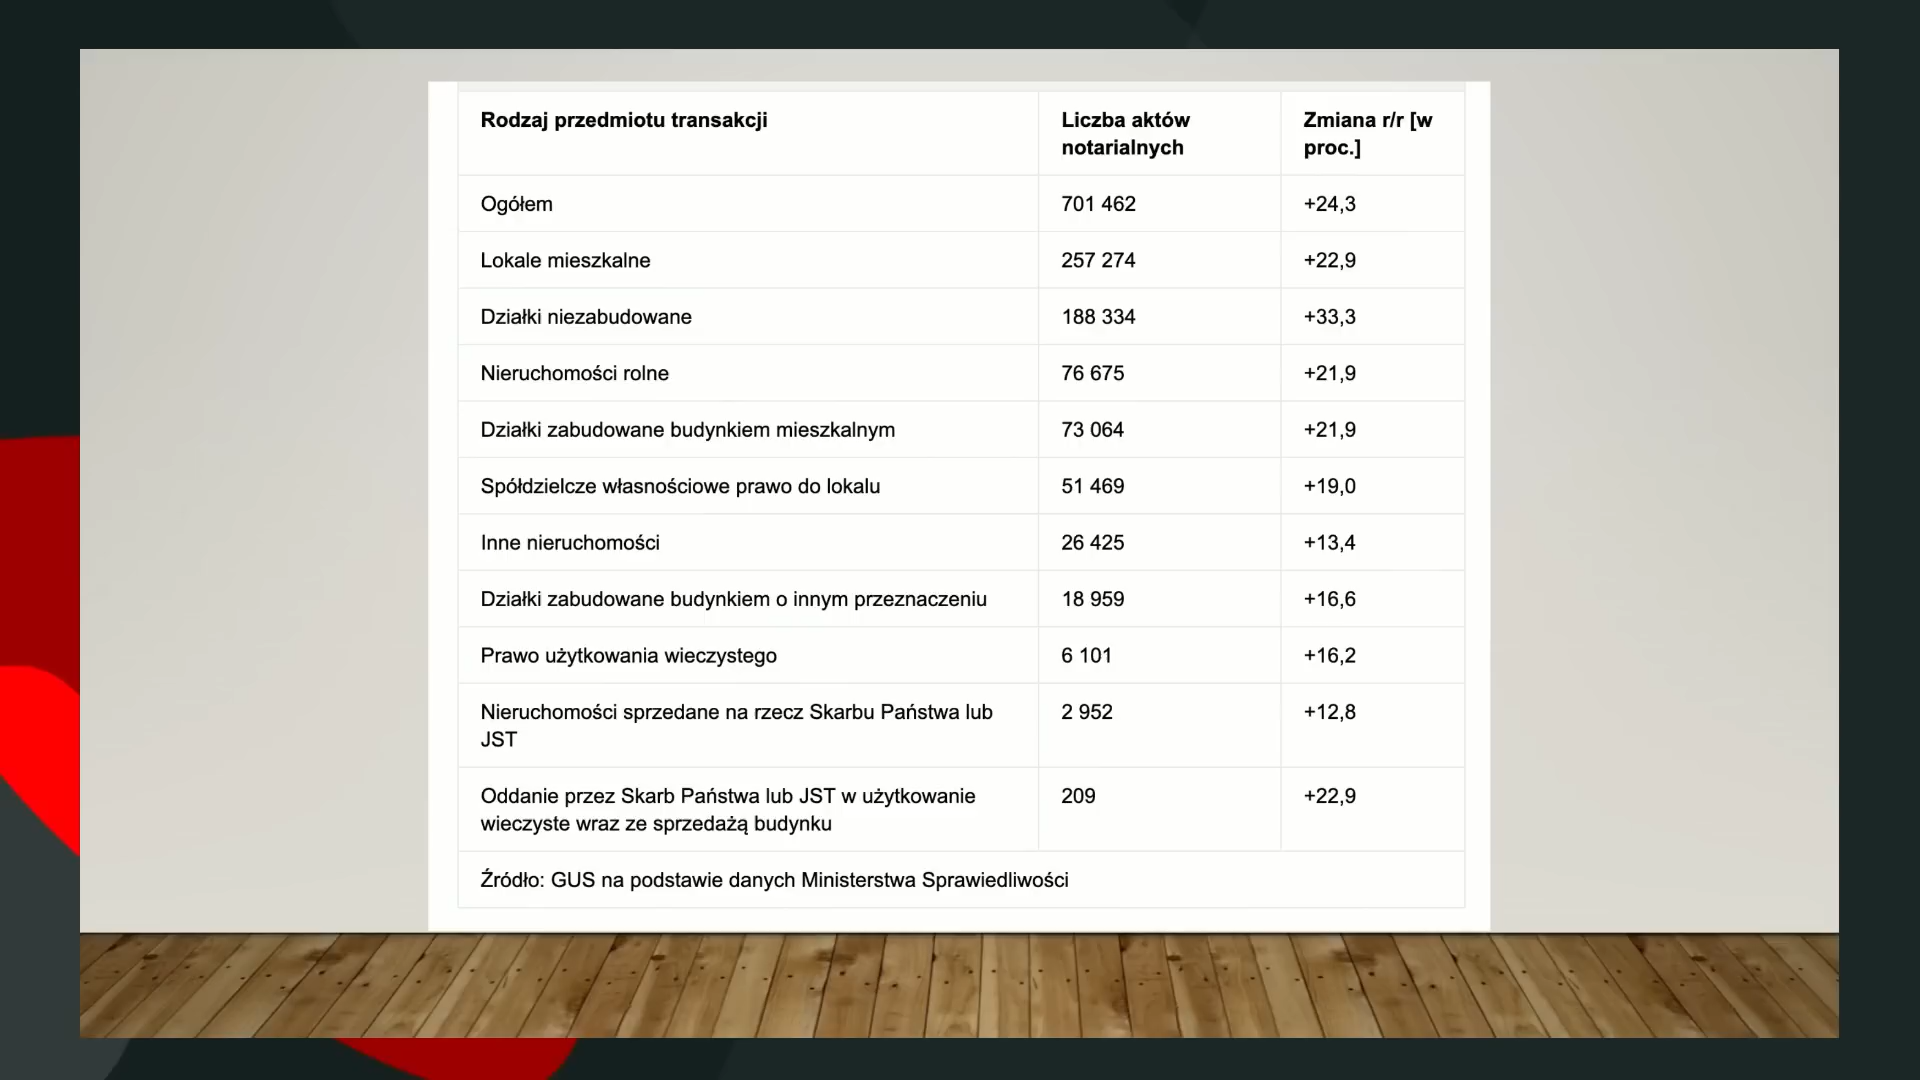 Rodzaj przedmiotu transakcji
Liczba aktów
notarialnych
Zmiana r/r [w
proc.]
Ogółem
701 462
+24,3
Lokale mieszkalne
257 274
+22,9
Działki niezabudowane
188 334
+33,3
Nieruchomości rolne
76 675
+21,9
Działki zabudowane budynkiem mieszkalnym
73 064
+21,9
Spółdzielcze własnościowe prawo do lokalu
51 469
+19,0
Inne nieruchomości
26 425
+13,4
Działki zabudowane budynkiem o innym przeznaczeniu
18 959
+16,6
Prawo użytkowania wieczystego
6 101
+16,2
Nieruchomości sprzedane na rzecz Skarbu Państwa lub
JST
2 952
+12,8
Oddanie przez Skarb Państwa lub JST w użytkowanie
wieczyste wraz ze sprzedażą budynku
209
+22,9
Źródło: GUS na podstawie danych Ministerstwa Sprawiedliwości